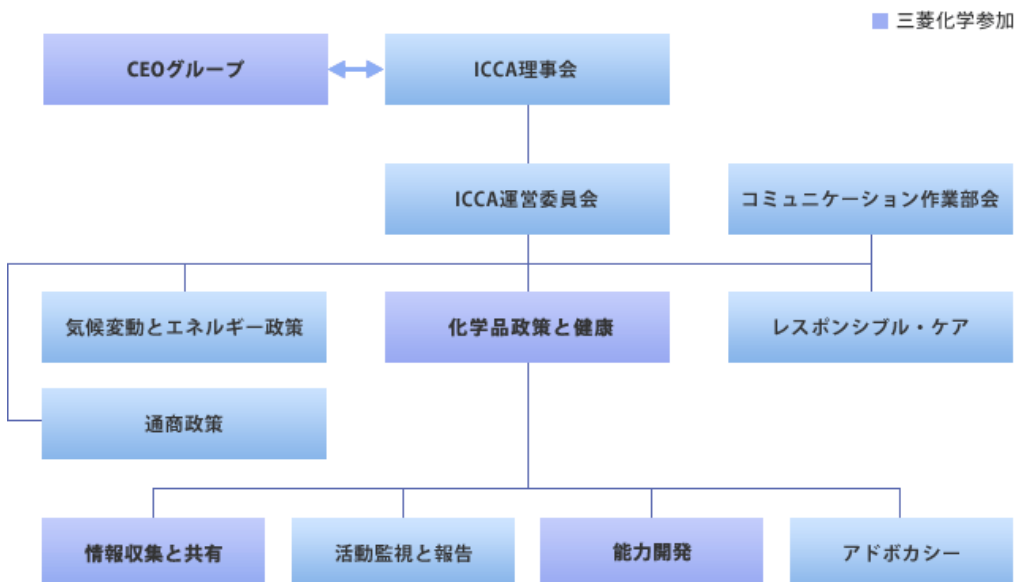 三菱化学参加
CEOグループ
ICCA理事会
ICCA運営委員会
コミュニケーション作業部会
気候変動とエネルギー政策
化学品政策と健康
レスポンシブル・ケア
通商政策
情報収集と共有
活動監視と報告
能力開発
アドボカシー